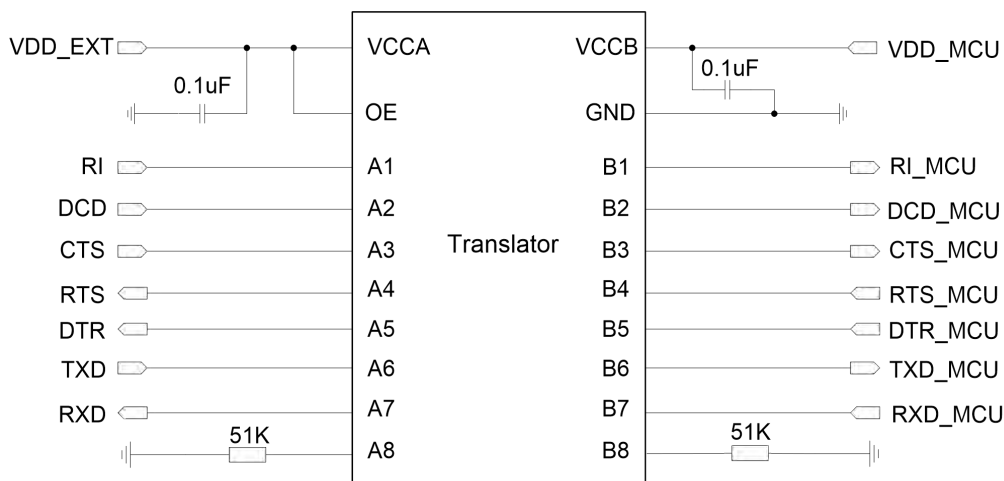 VDD_EXT VCCA VCCB VDD_MCU
0.1uF 0.1uF
OE GND
RI A1 B1 RI_MCU
DCD A2 B2 DCD_MCU
CTS A3 B3 CTS_MCU
Translator
RTS A4 B4 RTS_MCU
DTR A5 B5 DTR_MCU
TXD A6 B6 TXD_MCU
RXD A7 B7 RXD_MCU
51K A8 B8 51K